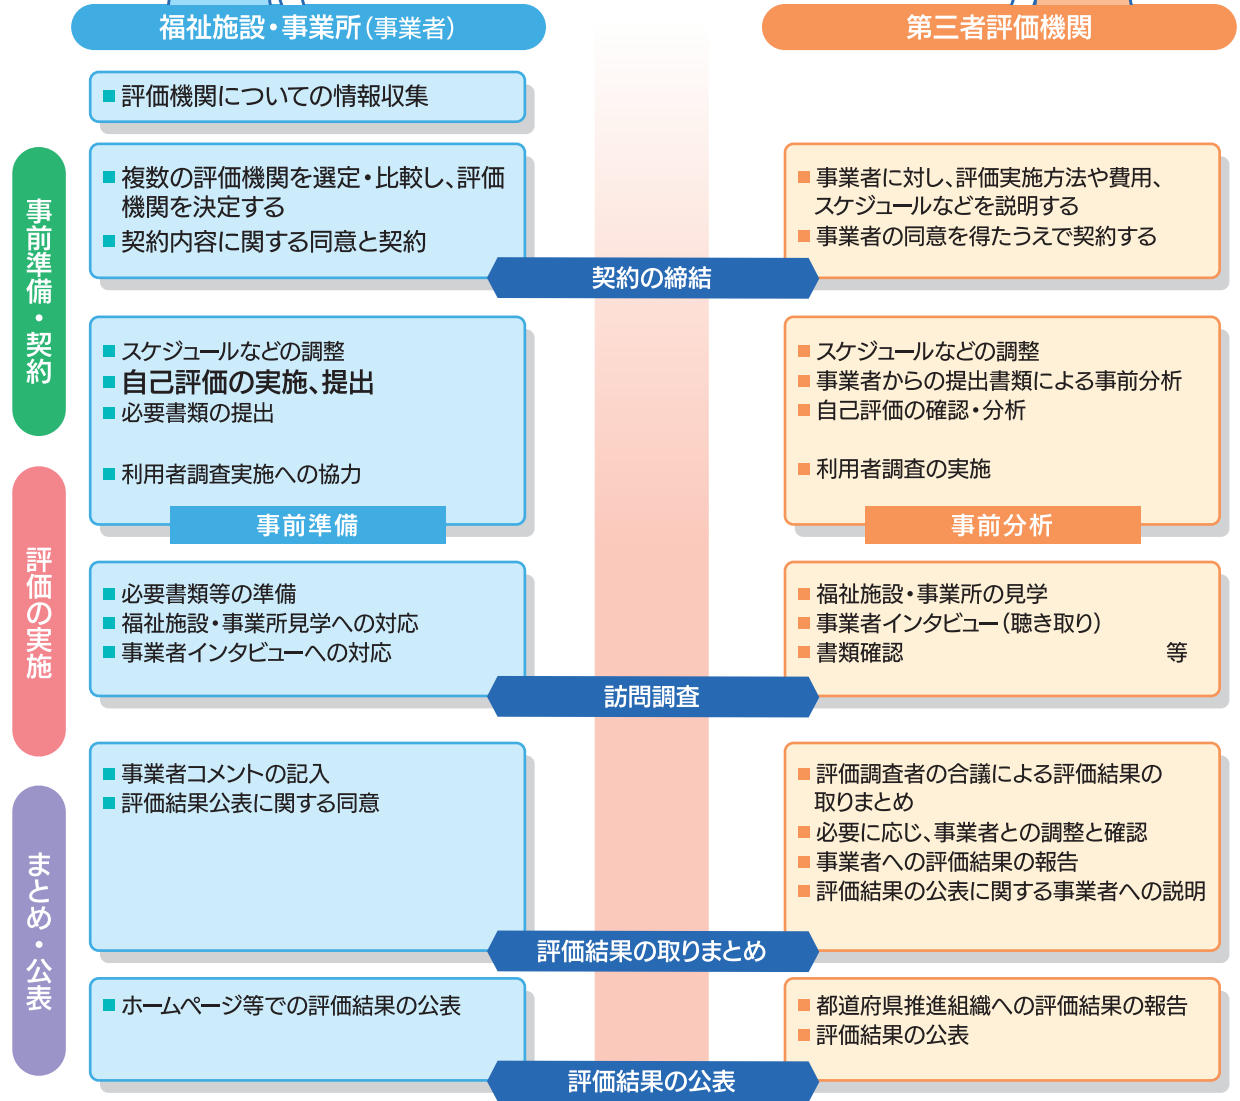 福祉施設・事業所（事業者）
第三者評価機関
評価機関についての情報収集
事前準備・契約
複数の評価機関を選定・比較し、評価
機関を決定する
契約内容に関する同意と契約
事業者に対し、評価実施方法や費用、
スケジュールなどを説明する
事業者の同意を得たうえで契約する
契約の締結
スケジュールなどの調整
自己評価の実施、提出
必要書類の提出
利用者調査実施への協力
事前準備
スケジュールなどの調整
事業者からの提出書類による事前分析
自己評価の確認・分析
利用者調査の実施
事前分析
評価の実施
必要書類等の準備
福祉施設・事業所見学への対応
事業者インタビューへの対応
福祉施設・事業所の見学
事業者インタビュー（聴き取り）
書類確認 等
訪問調査
まとめ・公表
事業者コメントの記入
評価結果公表に関する同意
評価調査者の合議による評価結果の
取りまとめ
必要に応じ、事業者との調整と確認
事業者への評価結果の報告
評価結果の公表に関する事業者への説明
評価結果の取りまとめ
ホームページ等での評価結果の公表
都道府県推進組織への評価結果の報告
評価結果の公表
評価結果の公表